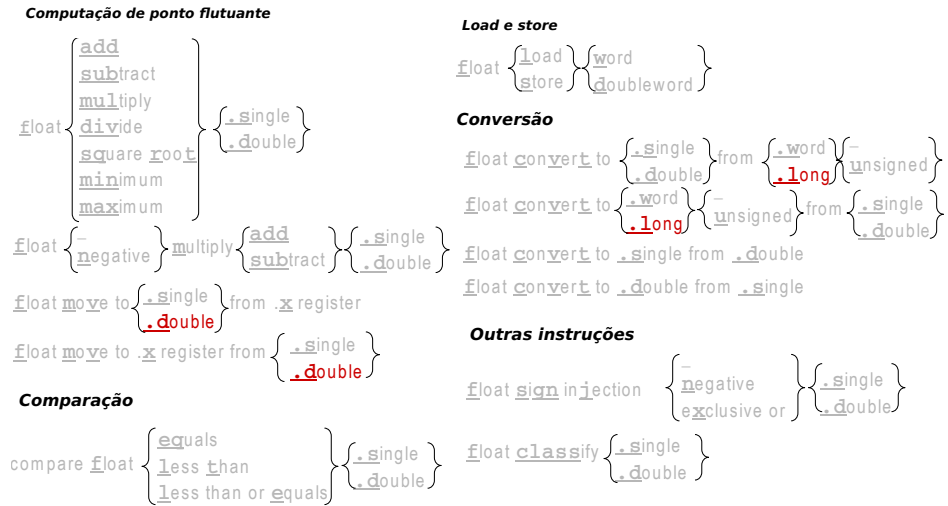 Computação de ponto flutuante
add
subtract
multiply
float divide .single
.double
square root
minimum
maximum
float – multiply add .single
negative subtract .double
float move to .single from .x register
.double
float move to .x register from .single
.double
Comparação
equals
compare float less than .single
.double
less than or equals
Load e store
float load word
store doubleword
Conversão
float convert to .single from .word –
.double .long unsigned
float convert to .word – from .single
.long unsigned .double
float convert to .single from .double
float convert to .double from .single
Outras instruções
–
float sign injection negative .single
exclusive or .double
float classify .single
.double